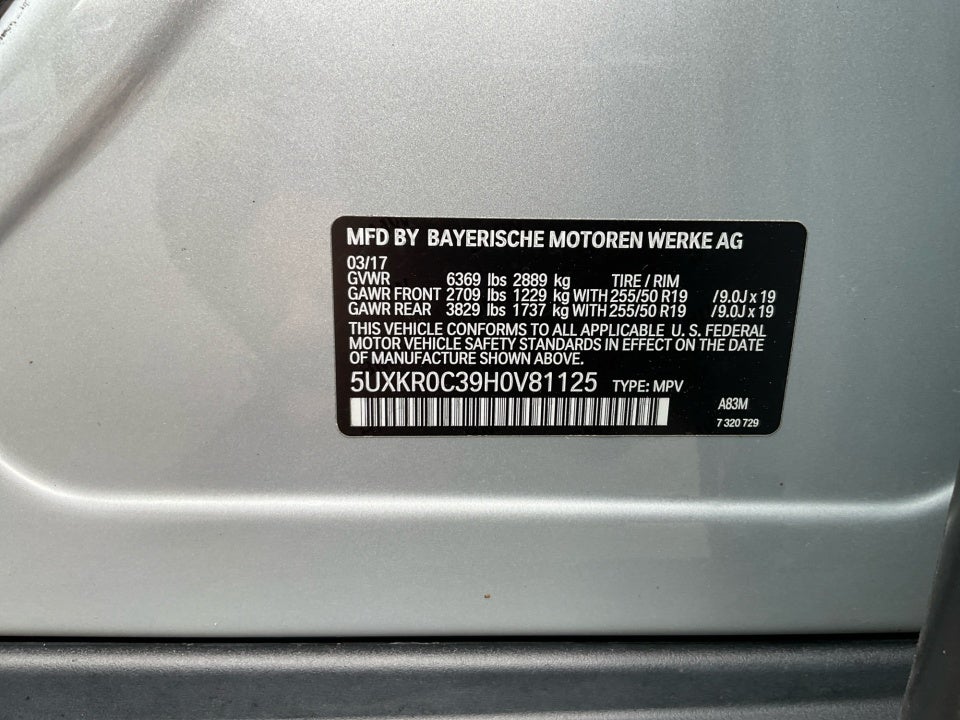 MFD BY BAYERISCHE MOTOREN WERKE AG
03/17
GVWR 6369 lbs 2889 kg TIRE / RIM
GAWR FRONT 2709 lbs 1229 kg WITH 255/50 R19 /9.0J x 19
GAWR REAR 3829 lbs 1737 kg WITH 255/50 R19 /9.0J x 19
THIS VEHICLE CONFORMS TO ALL APPLICABLE U. S. FEDERAL
MOTOR VEHICLE SAFETY STANDARDS IN EFFECT ON THE DATE
OF MANUFACTURE SHOWN ABOVE.
5UXKR0C39H0V81125 TYPE: MPV
A83M
7 320 729